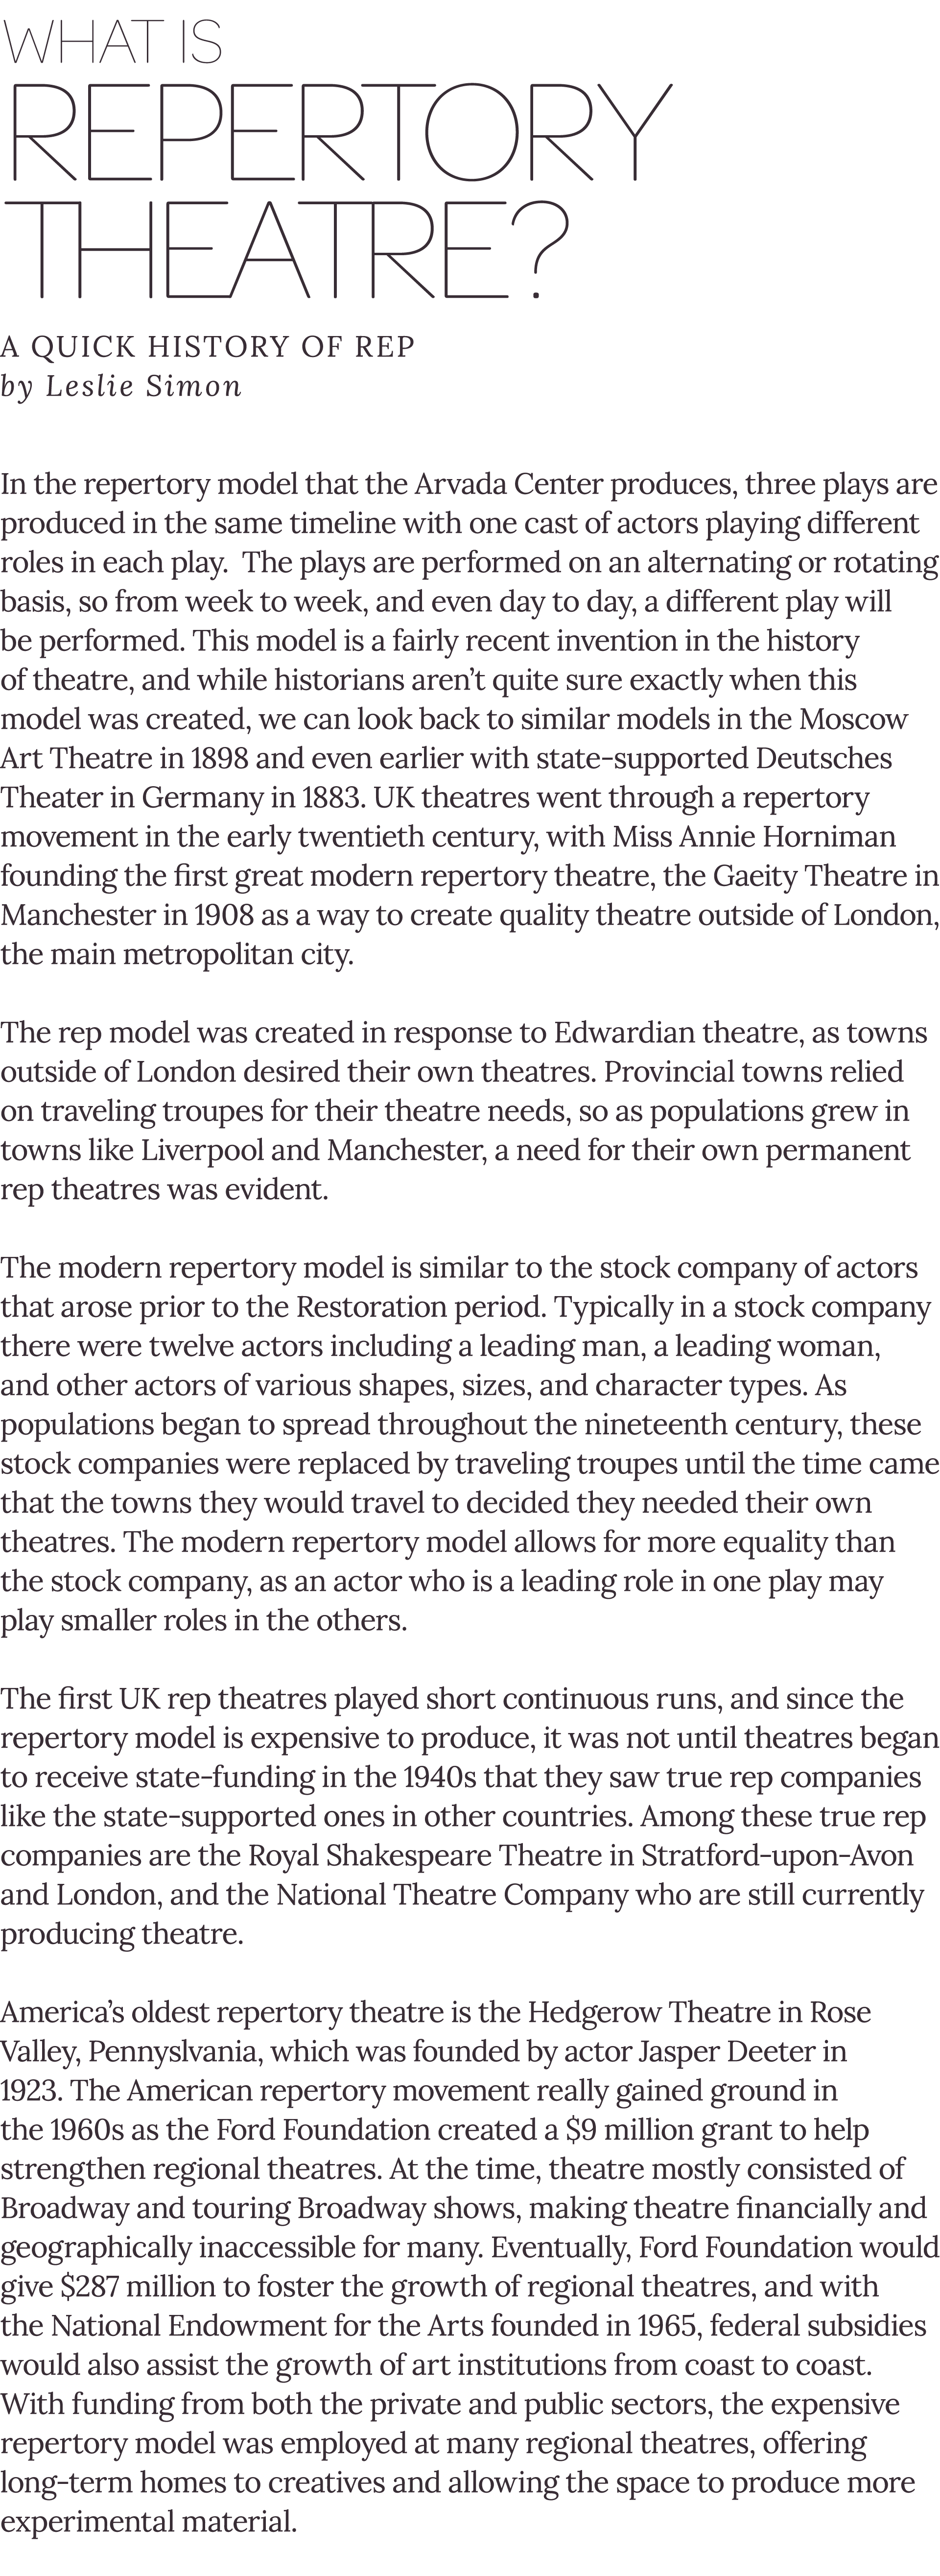 WHAT IS
REPERTORY
THEATRE?
A QUICK HISTORY OF REP
by Leslie Simon
In the repertory model that the Arvada Center produces, three plays are
produced in the same timeline with one cast of actors playing different
roles in each play.  The plays are performed on an alternating or rotating
basis, so from week to week, and even day to day, a different play will
be performed. This model is a fairly recent invention in the history
of theatre, and while historians aren’t quite sure exactly when this
model was created, we can look back to similar models in the Moscow
Art Theatre in 1898 and even earlier with state-supported Deutsches
Theater in Germany in 1883. UK theatres went through a repertory
movement in the early twentieth century, with Miss Annie Horniman
founding the first great modern repertory theatre, the Gaeity Theatre in
Manchester in 1908 as a way to create quality theatre outside of London,
the main metropolitan city.
The rep model was created in response to Edwardian theatre, as towns
outside of London desired their own theatres. Provincial towns relied
on traveling troupes for their theatre needs, so as populations grew in
towns like Liverpool and Manchester, a need for their own permanent
rep theatres was evident.
The modern repertory model is similar to the stock company of actors
that arose prior to the Restoration period. Typically in a stock company
there were twelve actors including a leading man, a leading woman,
and other actors of various shapes, sizes, and character types. As
populations began to spread throughout the nineteenth century, these
stock companies were replaced by traveling troupes until the time came
that the towns they would travel to decided they needed their own
theatres. The modern repertory model allows for more equality than
the stock company, as an actor who is a leading role in one play may
play smaller roles in the others.
The first UK rep theatres played short continuous runs, and since the
repertory model is expensive to produce, it was not until theatres began
to receive state-funding in the 1940s that they saw true rep companies
like the state-supported ones in other countries. Among these true rep
companies are the Royal Shakespeare Theatre in Stratford-upon-Avon
and London, and the National Theatre Company who are still currently
producing theatre.
America’s oldest repertory theatre is the Hedgerow Theatre in Rose
Valley, Pennyslvania, which was founded by actor Jasper Deeter in
1923. The American repertory movement really gained ground in
the 1960s as the Ford Foundation created a $9 million grant to help
strengthen regional theatres. At the time, theatre mostly consisted of
Broadway and touring Broadway shows, making theatre financially and
geographically inaccessible for many. Eventually, Ford Foundation would
give $287 million to foster the growth of regional theatres, and with
the National Endowment for the Arts founded in 1965, federal subsidies
would also assist the growth of art institutions from coast to coast.
With funding from both the private and public sectors, the expensive
repertory model was employed at many regional theatres, offering
long-term homes to creatives and allowing the space to produce more
experimental material.